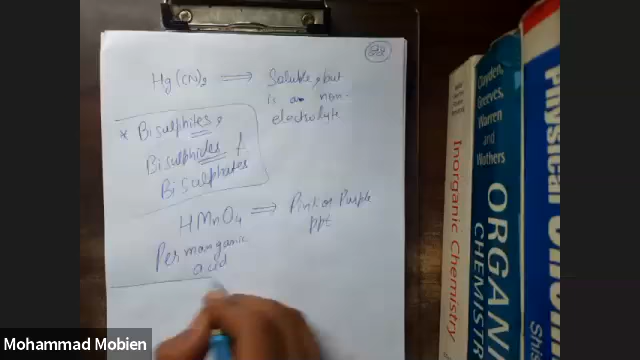 22
Hg(CN)2 ⟹ Soluble, but
is a non-
electrolyte
* Bisulphites,
Bisulphides &
Bisulphates
HMnO4 ⟹ Pink or Purple
ppt
Permanganic
acid
Inorganic Chemistry
Clayden,
Greeves,
Warren
and
Wothers
ORGANIC
CHEMISTRY
Physical Chem
Mohammad Mobien